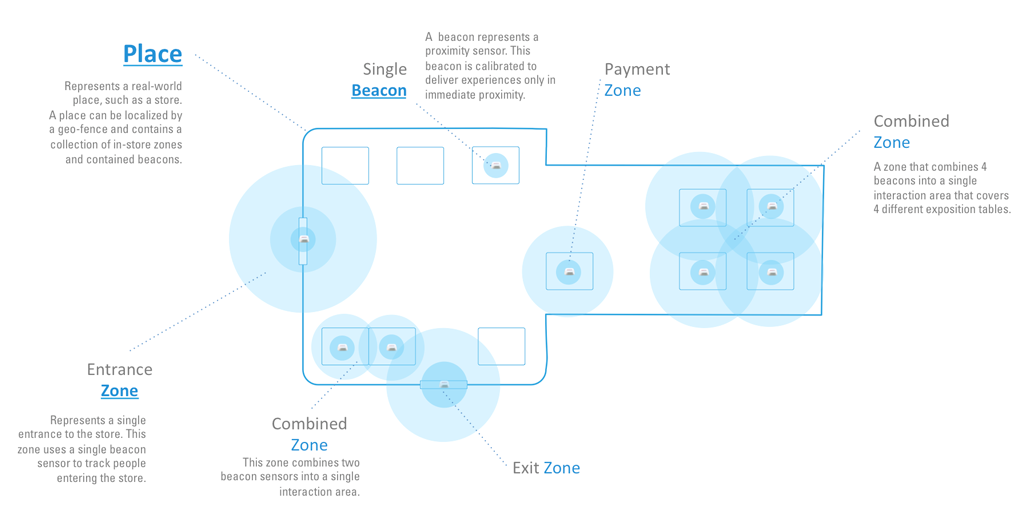 Place
Represents a real-world
place, such as a store.
A place can be localized by
a geo-fence and contains a
collection of in-store zones
and contained beacons.
Single
Beacon
A beacon represents a
proximity sensor. This
beacon is calibrated to
deliver experiences only in
immediate proximity.
Payment
Zone
Combined
Zone
A zone that combines 4
beacons into a single
interaction area that covers
4 different exposition tables.
Entrance
Zone
Represents a single
entrance to the store. This
zone uses a single beacon
sensor to track people
entering the store.
Combined
Zone
This zone combines two
beacon sensors into a single
interaction area.
Exit Zone